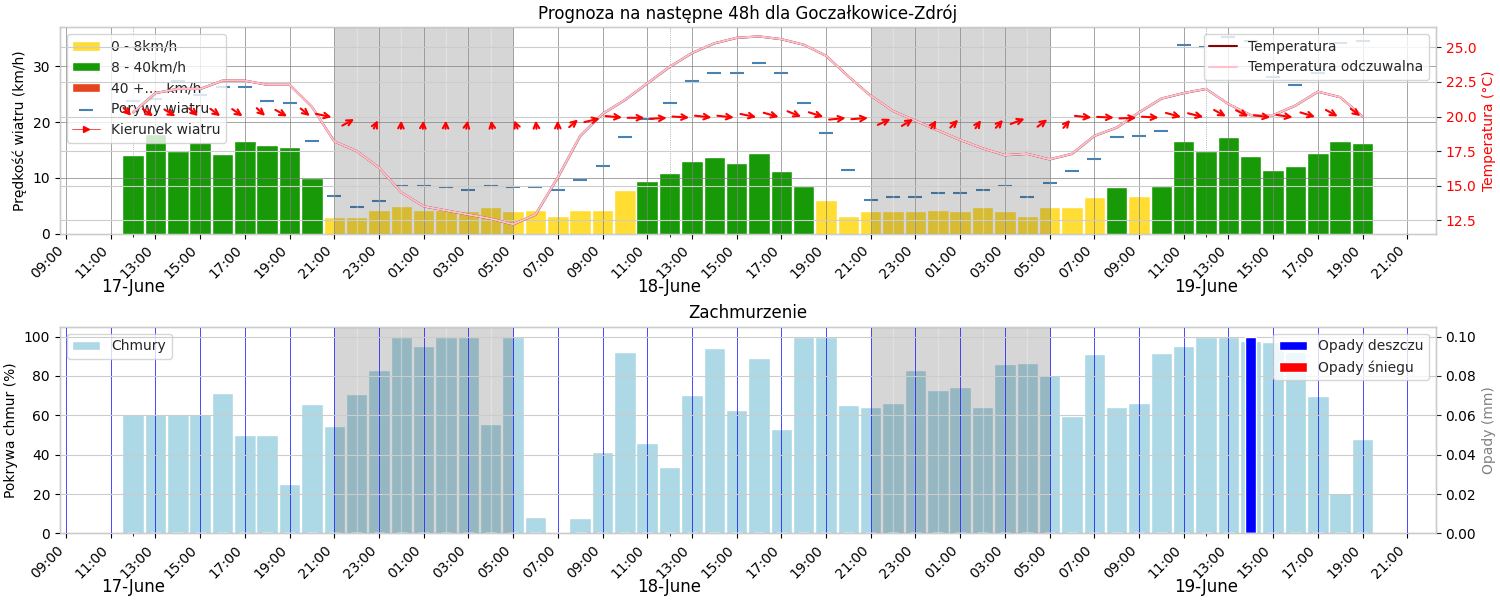 Prognoza na następne 48h dla Goczałkowice-Zdrój
Prędkość wiatru (km/h)
30
20
10
0
0 - 8km/h
8 - 40km/h
40 +... km/h
Porywy wiatru
Kierunek wiatru
Temperatura
Temperatura odczuwalna
25.0
22.5
20.0
17.5
15.0
12.5
Temperatura (°C)
09:00 11:00 13:00 15:00 17:00 19:00 21:00 23:00 01:00 03:00 05:00 07:00 09:00 11:00 13:00 15:00 17:00 19:00 21:00 23:00 01:00 03:00 05:00 07:00 09:00 11:00 13:00 15:00 17:00 19:00 21:00
17-June 18-June 19-June
Zachmurzenie
Pokrywa chmur (%)
100
80
60
40
20
0
Chmury
Opady deszczu
Opady śniegu
0.10
0.08
0.06
0.04
0.02
0.00
Opady (mm)
09:00 11:00 13:00 15:00 17:00 19:00 21:00 23:00 01:00 03:00 05:00 07:00 09:00 11:00 13:00 15:00 17:00 19:00 21:00 23:00 01:00 03:00 05:00 07:00 09:00 11:00 13:00 15:00 17:00 19:00 21:00
17-June 18-June 19-June